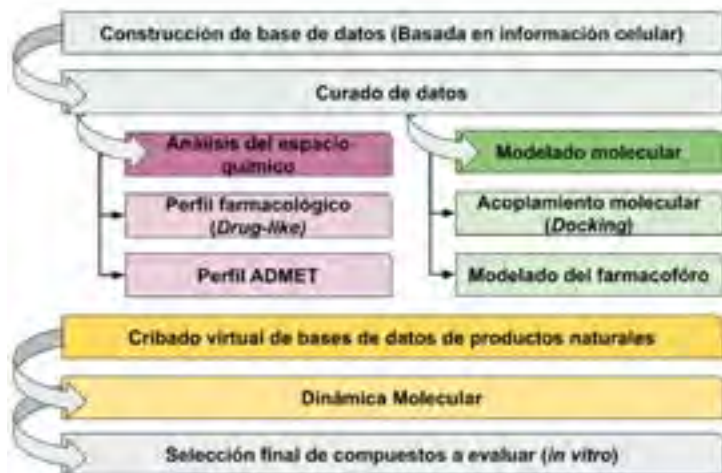 Construcción de base de datos (Basada en información celular)
Curado de datos
Análisis del espacio
químico
Modelado molecular
Perfil farmacológico
(Drug-like)
Acoplamiento molecular
(Docking)
Perfil ADMET
Modelado del farmacofóro
Cribado virtual de bases de datos de productos naturales
Dinámica Molecular
Selección final de compuestos a evaluar (in vitro)